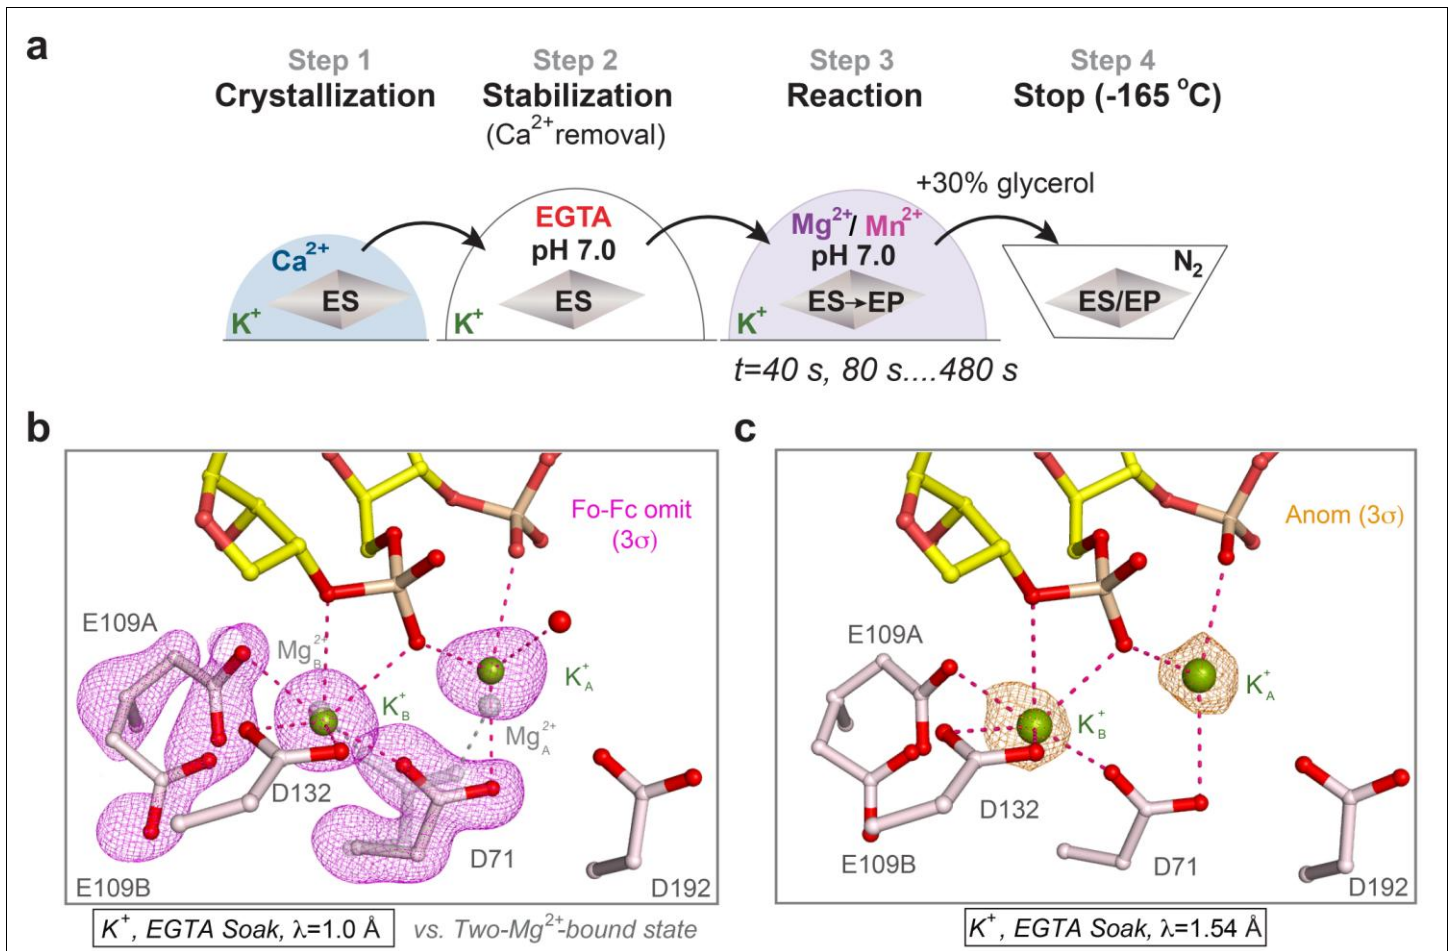 a
Step 1
Crystallization
Step 2
Stabilization
(Ca²⁺ removal)
Step 3
Reaction
Step 4
Stop (-165 °C)
+30% glycerol
Ca²⁺
ES
K⁺
EGTA
pH 7.0
ES
K⁺
Mg²⁺/ Mn²⁺
pH 7.0
ES→EP
K⁺
N₂
ES/EP
t=40 s, 80 s....480 s
b
Fo-Fc omit
(3σ)
E109A
Mg²⁺B
K⁺A
K⁺B
Mg²⁺A
D132
D71
E109B
D192
K⁺, EGTA Soak, λ=1.0 Å
vs. Two-Mg²⁺-bound state
c
Anom (3σ)
E109A
K⁺A
K⁺B
D132
E109B
D71
D192
K⁺, EGTA Soak, λ=1.54 Å